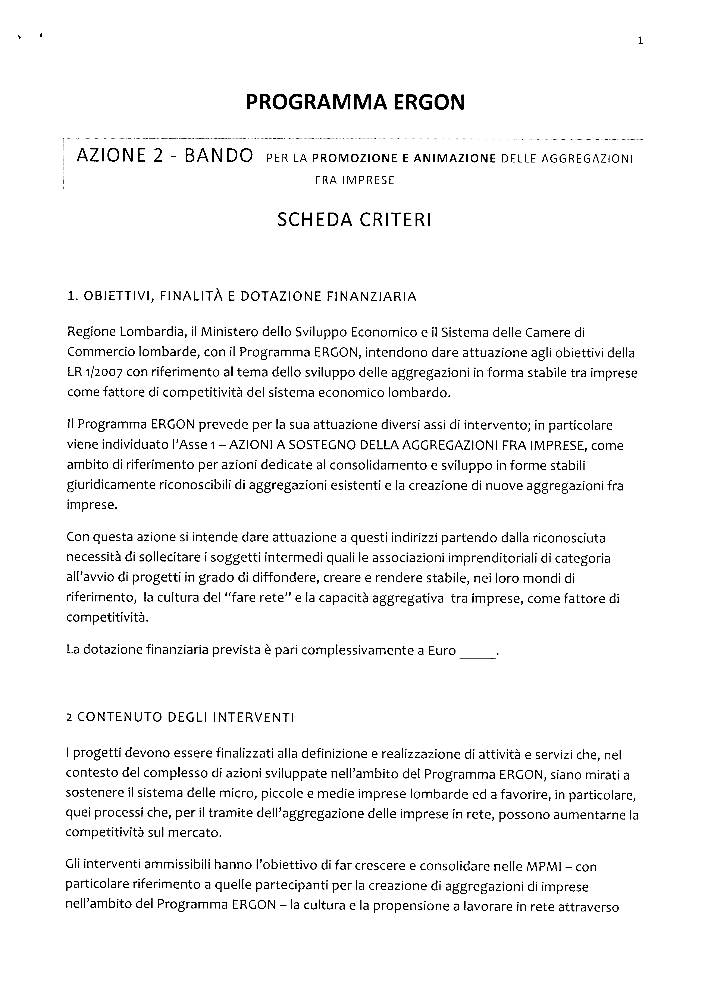 1
PROGRAMMA ERGON
AZIONE 2 - BANDO PER LA PROMOZIONE E ANIMAZIONE DELLE AGGREGAZIONI
FRA IMPRESE
SCHEDA CRITERI
1. OBIETTIVI, FINALITÀ E DOTAZIONE FINANZIARIA
Regione Lombardia, il Ministero dello Sviluppo Economico e il Sistema delle Camere di
Commercio lombarde, con il Programma ERGON, intendono dare attuazione agli obiettivi della
LR 1/2007 con riferimento al tema dello sviluppo delle aggregazioni in forma stabile tra imprese
come fattore di competitività del sistema economico lombardo.
Il Programma ERGON prevede per la sua attuazione diversi assi di intervento; in particolare
viene individuato l'Asse 1 – AZIONI A SOSTEGNO DELLA AGGREGAZIONI FRA IMPRESE, come
ambito di riferimento per azioni dedicate al consolidamento e sviluppo in forme stabili
giuridicamente riconoscibili di aggregazioni esistenti e la creazione di nuove aggregazioni fra
imprese.
Con questa azione si intende dare attuazione a questi indirizzi partendo dalla riconosciuta
necessità di sollecitare i soggetti intermedi quali le associazioni imprenditoriali di categoria
all'avvio di progetti in grado di diffondere, creare e rendere stabile, nei loro mondi di
riferimento, la cultura del "fare rete" e la capacità aggregativa tra imprese, come fattore di
competitività.
La dotazione finanziaria prevista è pari complessivamente a Euro _____.
2 CONTENUTO DEGLI INTERVENTI
I progetti devono essere finalizzati alla definizione e realizzazione di attività e servizi che, nel
contesto del complesso di azioni sviluppate nell'ambito del Programma ERGON, siano mirati a
sostenere il sistema delle micro, piccole e medie imprese lombarde ed a favorire, in particolare,
quei processi che, per il tramite dell'aggregazione delle imprese in rete, possono aumentarne la
competitività sul mercato.
Gli interventi ammissibili hanno l'obiettivo di far crescere e consolidare nelle MPMI – con
particolare riferimento a quelle partecipanti per la creazione di aggregazioni di imprese
nell'ambito del Programma ERGON – la cultura e la propensione a lavorare in rete attraverso